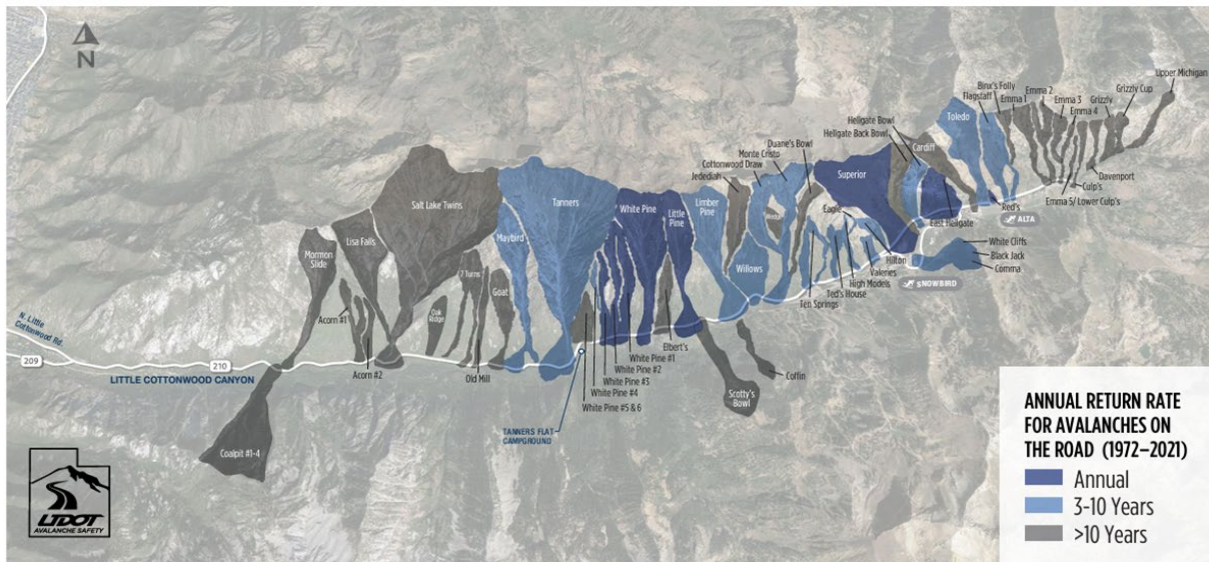 N
Upper Michigan
Grizzly Cup
Grizzly
Emma 4
Emma 3
Emma 2
Emma 1
Binx's Folly
Flagstaff
Toledo
Hellgate Bowl
Hellgate Back Bowl
Cardiff
Duane's Bowl
Monte Cristo
Cottonwood Draw
Jedediah
Superior
Limber
Pine
Little
Pine
White Pine
Tanners
Maybird
Salt Lake Twins
Lisa Falls
Mormon
Slide
Davenport
Culp's
Emma 5/ Lower Culp's
Red's
ALTA
East Hellgate
Eagle
White Cliffs
Black Jack
Comma
Hilton
Valeries
SNOWBIRD
High Models
Ted's House
Ten Springs
Willows
7 Turns
Goat
Oak
Ridge
Acorn #1
Acorn #2
Old Mill
Elbert's
White Pine #1
White Pine #2
White Pine #3
White Pine #4
White Pine #5 & 6
Coffin
Scotty's
Bowl
N. Little
Cottonwood Rd.
209
210
LITTLE COTTONWOOD CANYON
TANNERS FLAT
CAMPGROUND
Coalpit #1-4
UDOT
AVALANCHE SAFETY
ANNUAL RETURN RATE
FOR AVALANCHES ON
THE ROAD (1972–2021)
Annual
3-10 Years
>10 Years